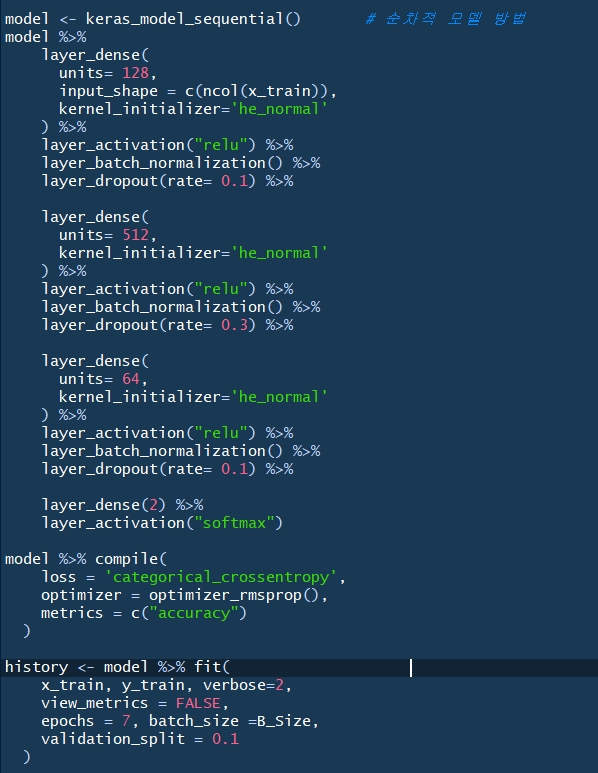 model <- keras_model_sequential()       # 순차적 모델 방법
model %>%
    layer_dense(
      units= 128,
      input_shape = c(ncol(x_train)),
      kernel_initializer='he_normal'
    ) %>%
    layer_activation("relu") %>%
    layer_batch_normalization() %>%
    layer_dropout(rate= 0.1) %>%

    layer_dense(
      units= 512,
      kernel_initializer='he_normal'
    ) %>%
    layer_activation("relu") %>%
    layer_batch_normalization() %>%
    layer_dropout(rate= 0.3) %>%

    layer_dense(
      units= 64,
      kernel_initializer='he_normal'
    ) %>%
    layer_activation("relu") %>%
    layer_batch_normalization() %>%
    layer_dropout(rate= 0.1) %>%

    layer_dense(2) %>%
    layer_activation("softmax")

model %>% compile(
    loss = 'categorical_crossentropy',
    optimizer = optimizer_rmsprop(),
    metrics = c("accuracy")
  )

history <- model %>% fit(
    x_train, y_train, verbose=2,
    view_metrics = FALSE,
    epochs = 7, batch_size =B_Size,
    validation_split = 0.1
  )